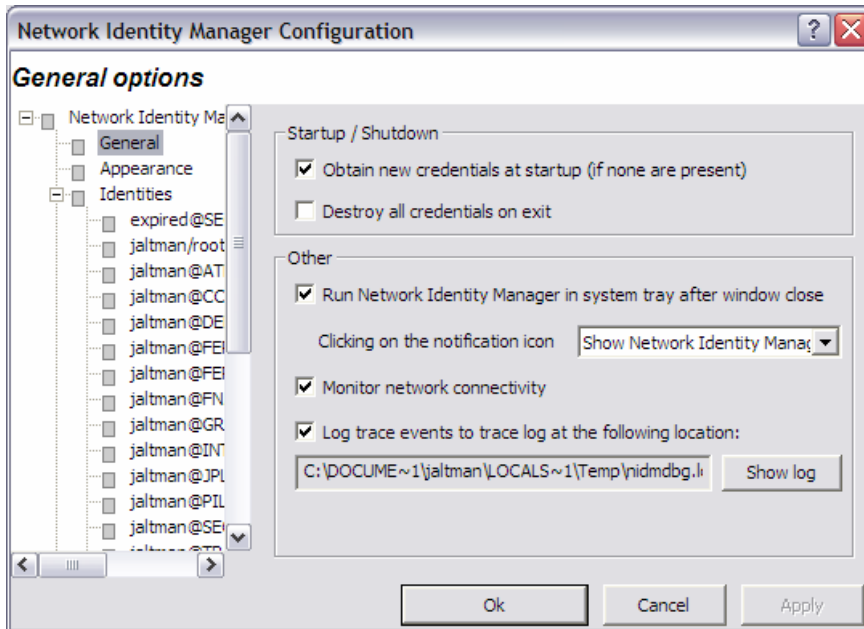 Network Identity Manager Configuration
General options
Network Identity Ma
General
Appearance
Identities
expired@SE
jaltman/root
jaltman@AT
jaltman@CC
jaltman@DE
jaltman@FE
jaltman@FE
jaltman@FN
jaltman@GR
jaltman@INT
jaltman@JPL
jaltman@PIL
jaltman@SE
Startup / Shutdown
Obtain new credentials at startup (if none are present)
Destroy all credentials on exit
Other
Run Network Identity Manager in system tray after window close
Clicking on the notification icon
Show Network Identity Manag
Monitor network connectivity
Log trace events to trace log at the following location:
C:\DOCUME~1\jaltman\LOCALS~1\Temp\nidmdbg.l
Show log
Ok
Cancel
Apply